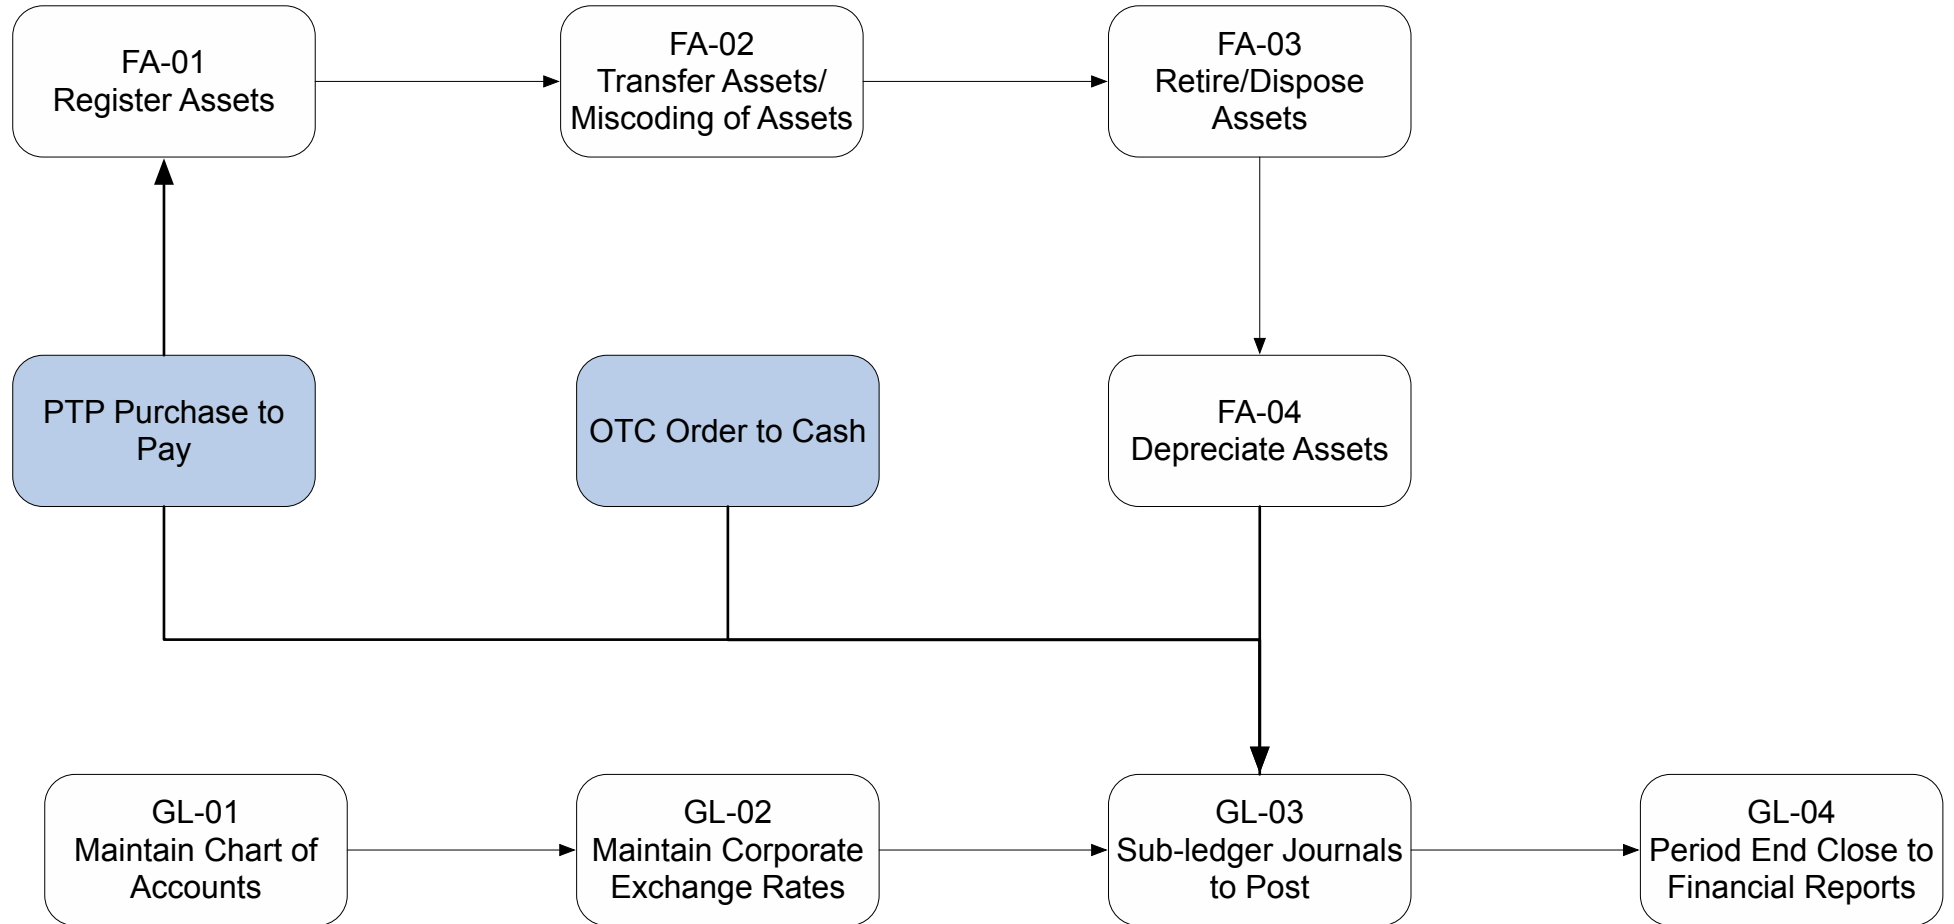 FA-01
Register Assets
FA-02
Transfer Assets/
Miscoding of Assets
FA-03
Retire/Dispose
Assets
PTP Purchase to
Pay
OTC Order to Cash
FA-04
Depreciate Assets
GL-01
Maintain Chart of
Accounts
GL-02
Maintain Corporate
Exchange Rates
GL-03
Sub-ledger Journals
to Post
GL-04
Period End Close to
Financial Reports